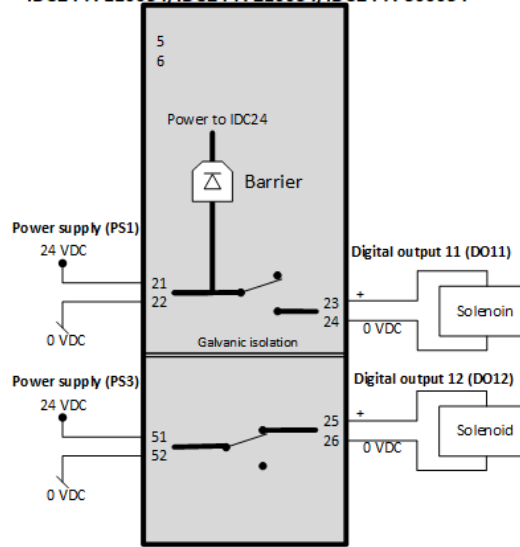 5
6
Power to IDC24
Barrier
Power supply (PS1)
24 VDC
21
22
0 VDC
Digital output 11 (DO11)
23
+
24
0 VDC
Solenoin
Galvanic isolation
Power supply (PS3)
24 VDC
51
52
0 VDC
Digital output 12 (DO12)
25
+
26
0 VDC
Solenoid